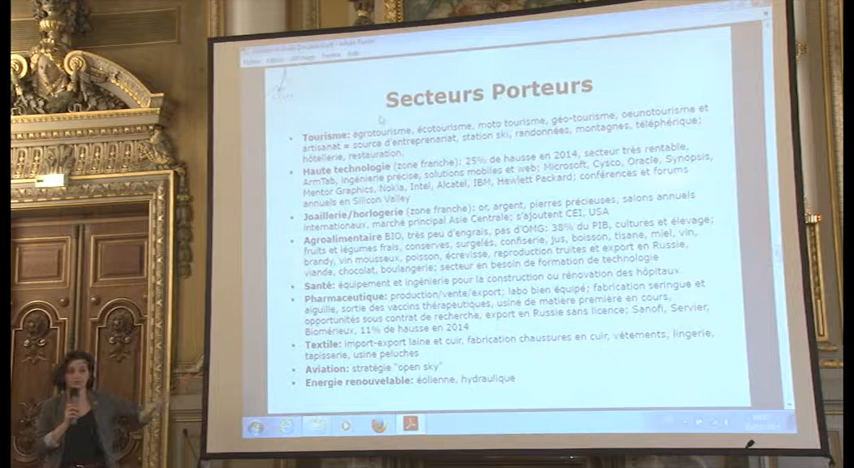 Secteurs Porteurs
• Tourisme: agrotourisme, écotourisme, moto tourisme, géo-tourisme, oeunotourisme et
artisanat = source d'entreprenariat, station ski, randonnées, montagnes, téléphérique;
hôtellerie, restauration.
• Haute technologie (zone franche): 25% de hausse en 2014, secteur très rentable,
ArmTab, ingénierie précise, solutions mobiles et web; Microsoft, Cysco, Oracle, Synopsis,
Mentor Graphics, Nokia, Intel, Alcatel, IBM, Hewlett Packard; conférences et forums
annuels en Silicon Valley
• Joaillerie/horlogerie (zone franche): or, argent, pierres précieuses, salons annuels
internationaux, marché principal Asie Centrale; s'ajoutent CEI, USA
• Agroalimentaire BIO, très peu d'engrais, pas d'OMG: 38% du PIB, cultures et élevage;
fruits et légumes frais, conserves, surgelés, confiserie, jus, boisson, tisane, miel, vin,
brandy, vin mousseux, poisson, écrevisse, reproduction truites et export en Russie,
viande, chocolat, boulangerie; secteur en besoin de formation de technologie
• Santé: équipement et ingénierie pour la construction ou rénovation des hôpitaux
• Pharmaceutique: production/vente/export; labo bien équipé; fabrication seringue et
aiguille, sortie des vaccins thérapeutiques, usine de matière première en cours,
opportunités sous contrat de recherche, export en Russie sans licence; Sanofi, Servier,
Biomérieux, 11% de hausse en 2014
• Textile: import-export laine et cuir, fabrication chaussures en cuir, vêtements, lingerie,
tapisserie, usine peluches
• Aviation: stratégie "open sky"
• Energie renouvelable: éolienne, hydraulique